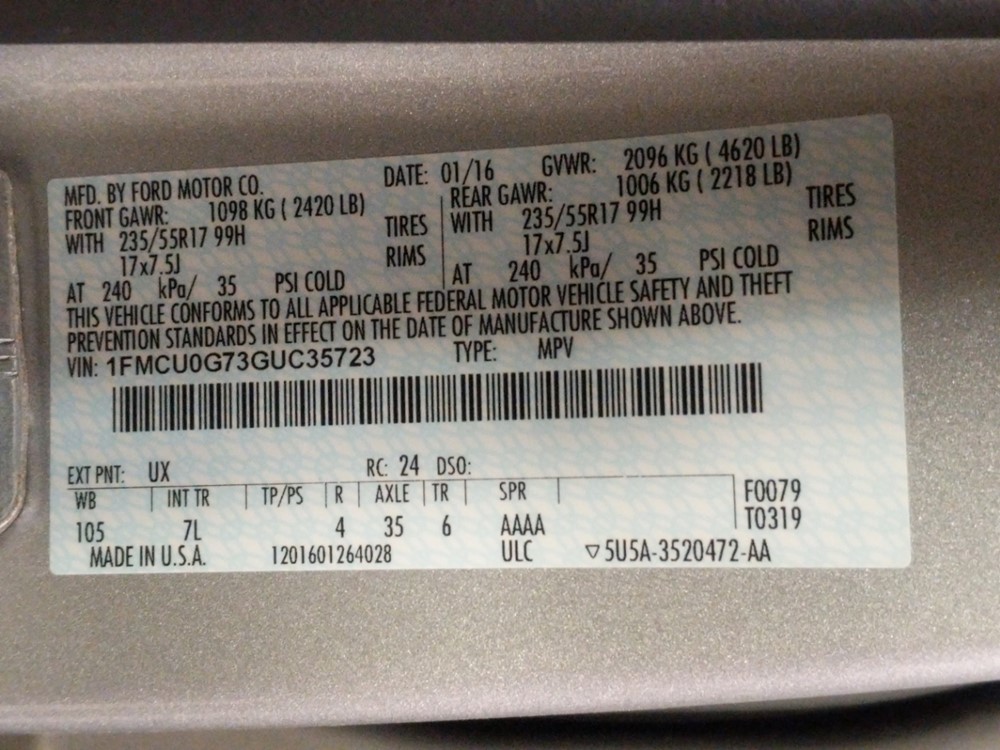 MFD. BY FORD MOTOR CO. DATE: 01/16 GVWR: 2096 KG ( 4620 LB)
FRONT GAWR: 1098 KG ( 2420 LB) REAR GAWR: 1006 KG ( 2218 LB)
WITH 235/55R17 99H TIRES WITH 235/55R17 99H TIRES
17x7.5J RIMS 17x7.5J RIMS
AT 240 kPa/ 35 PSI COLD AT 240 kPa/ 35 PSI COLD
THIS VEHICLE CONFORMS TO ALL APPLICABLE FEDERAL MOTOR VEHICLE SAFETY AND THEFT
PREVENTION STANDARDS IN EFFECT ON THE DATE OF MANUFACTURE SHOWN ABOVE.
VIN: 1FMCU0G73GUC35723 TYPE: MPV
EXT PNT: UX RC: 24 DSO:
WB INT TR TP/PS R AXLE TR SPR F0079
105 7L 4 35 6 AAAA T0319
MADE IN U.S.A. 1201601264028 ULC ▽5U5A-3520472-AA